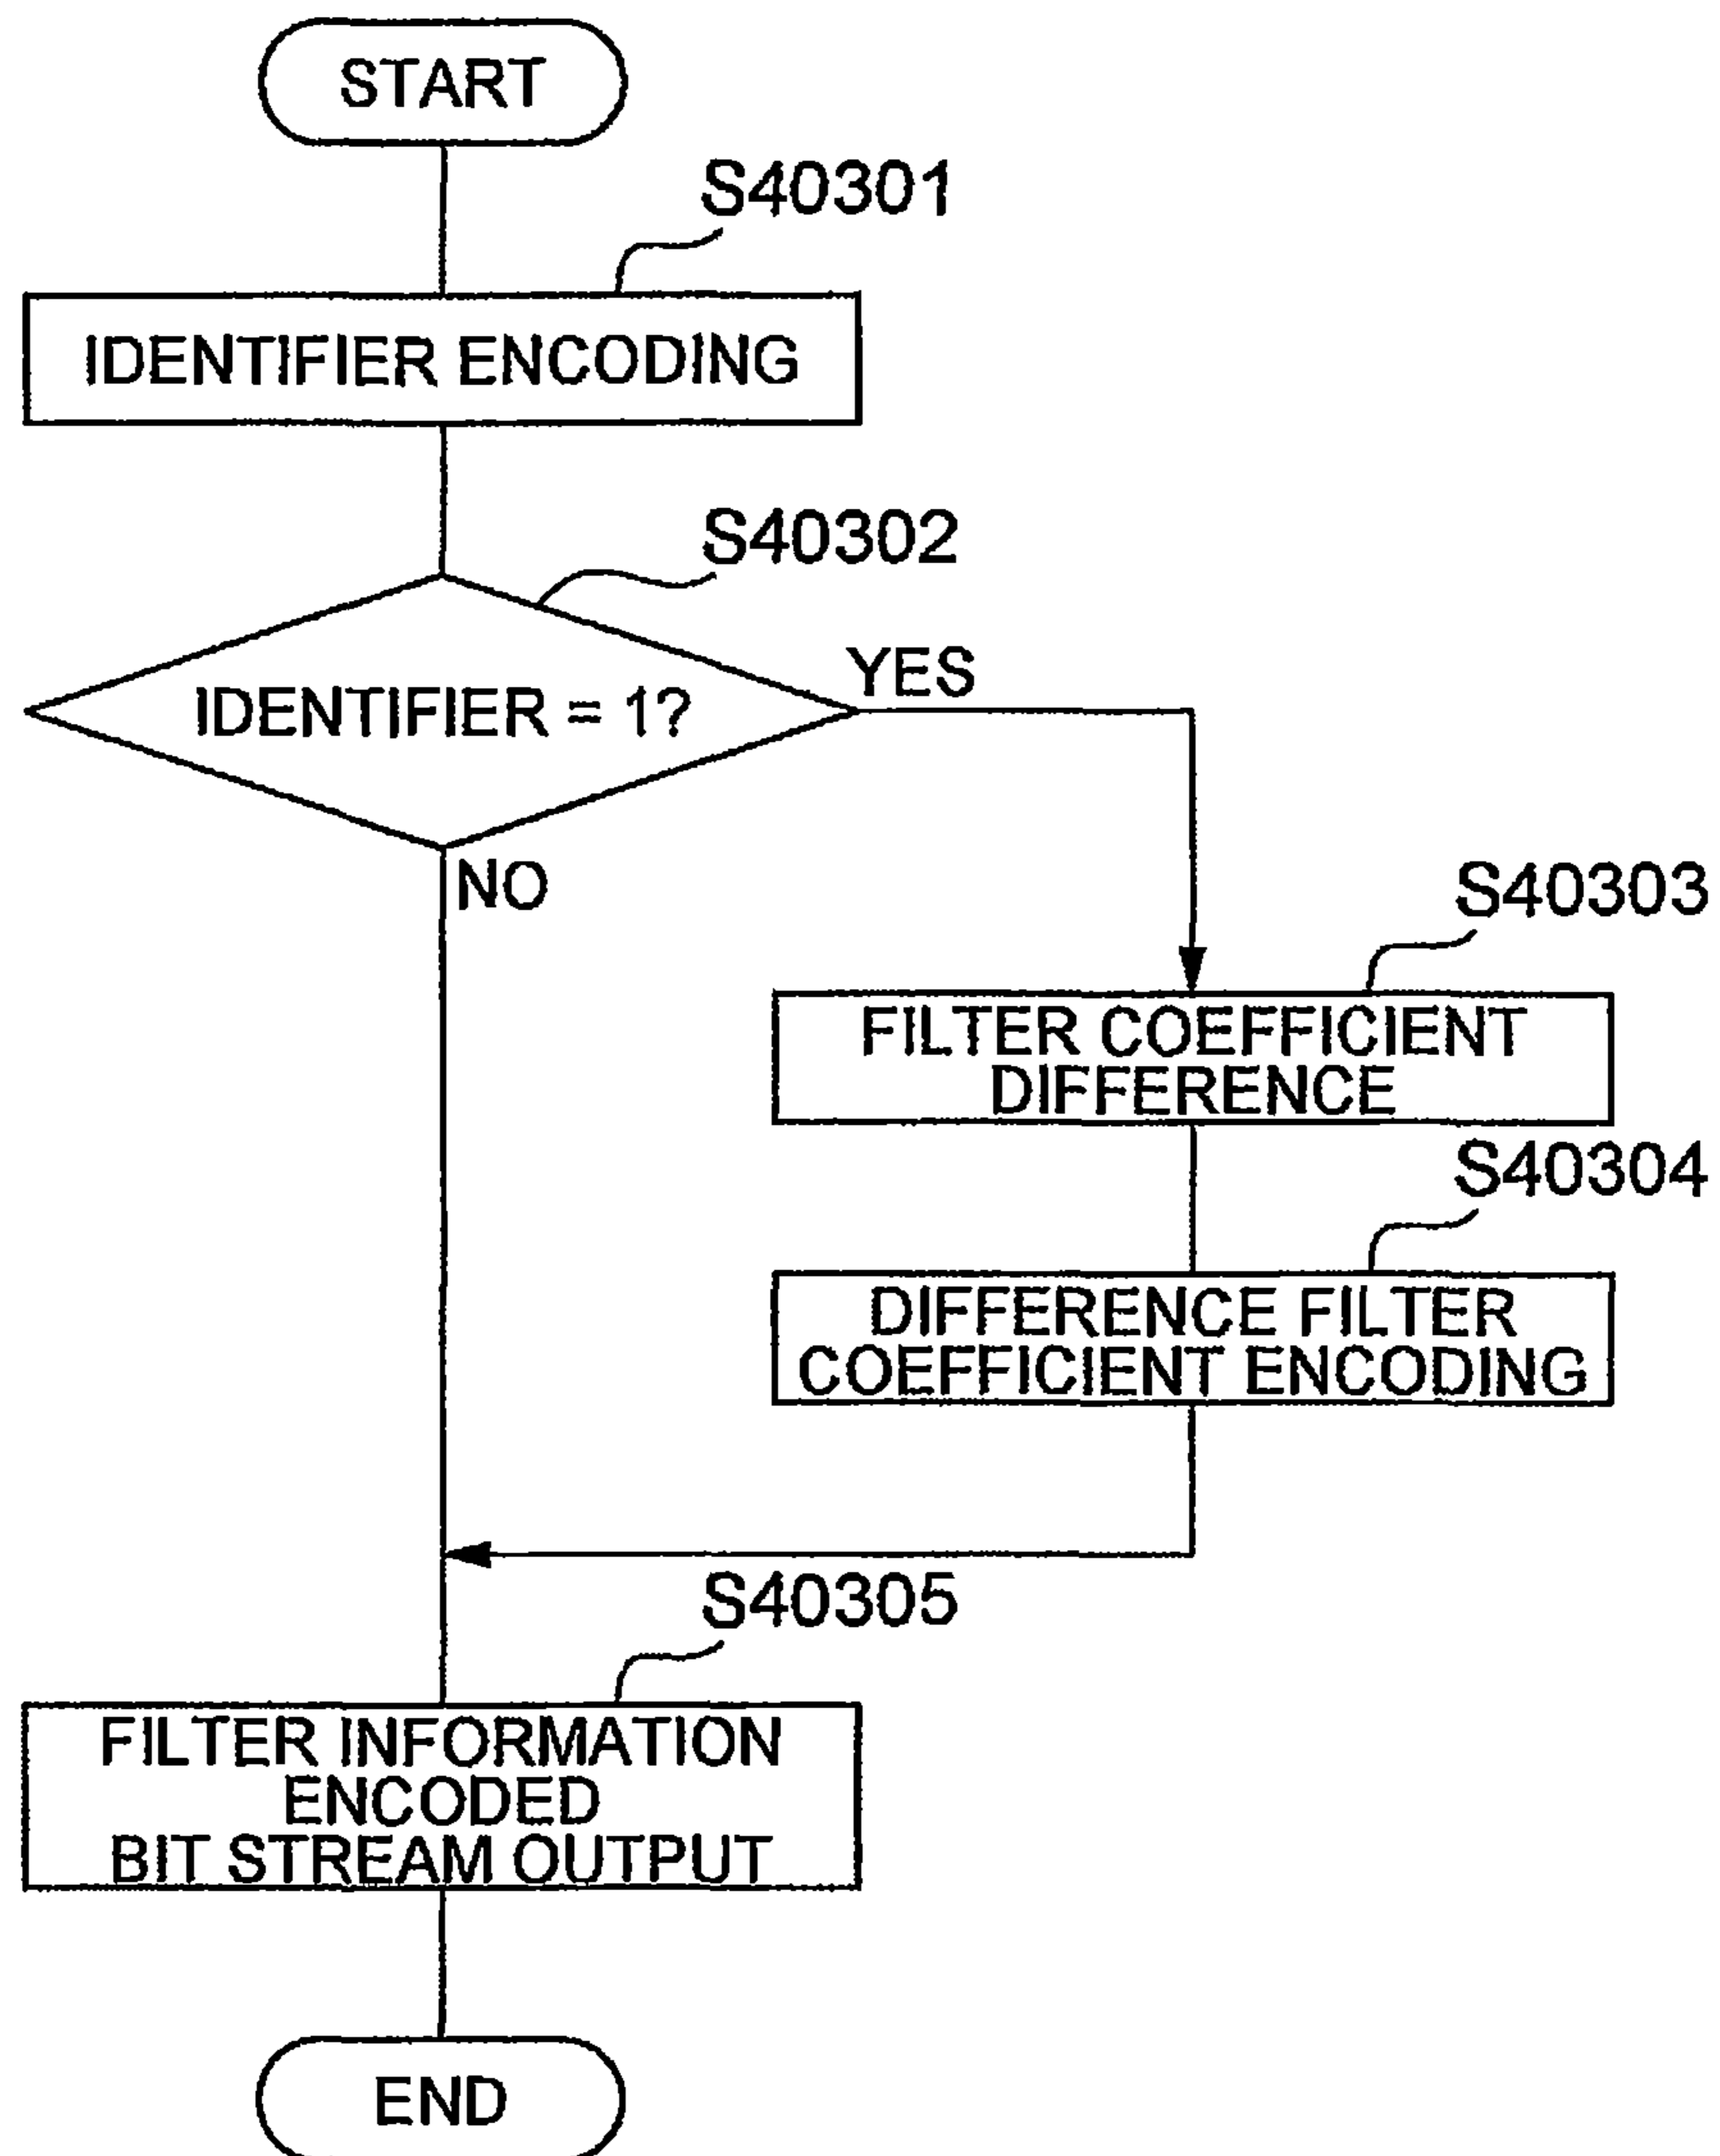 START
S40301
IDENTIFIER ENCODING
S40302
IDENTIFIER = 1?
YES
NO
S40303
FILTER COEFFICIENT
DIFFERENCE
S40304
DIFFERENCE FILTER
COEFFICIENT ENCODING
S40305
FILTER INFORMATION
ENCODED
BIT STREAM OUTPUT
END